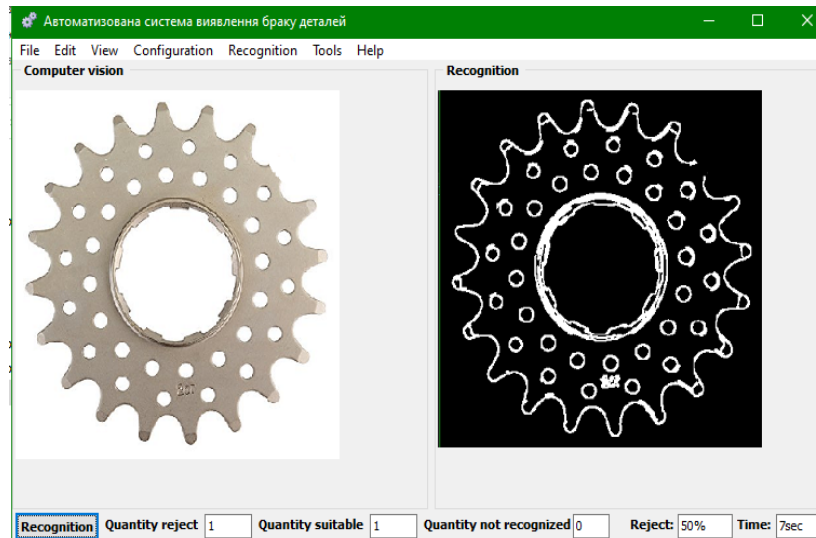 Автоматизована система виявлення браку деталей
File Edit View Configuration Recognition Tools Help
Computer vision
Recognition
Recognition Quantity reject 1 Quantity suitable 1 Quantity not recognized 0 Reject: 50% Time: 7sec